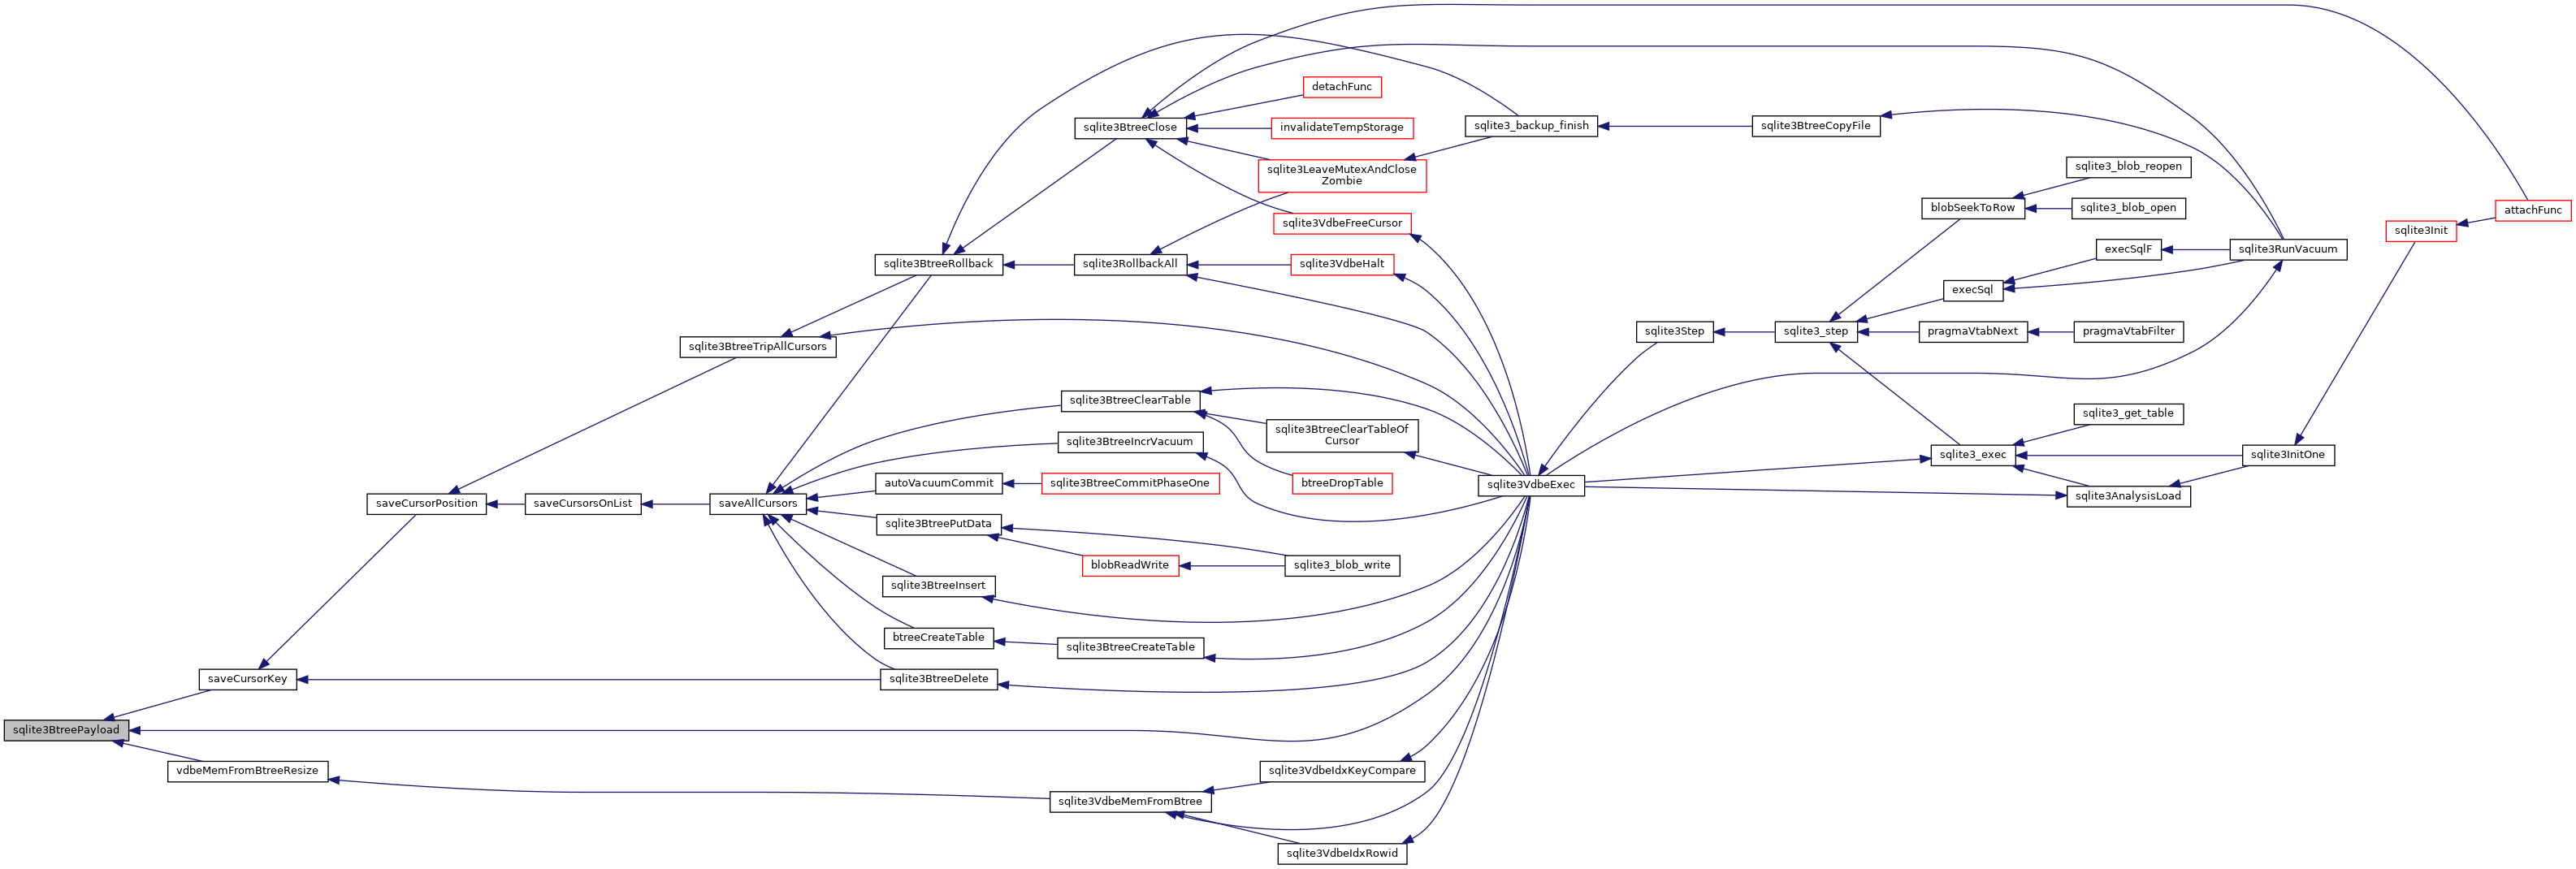 sqlite3BtreePayload
saveCursorKey
vdbeMemFromBtreeResize
saveCursorPosition
saveCursorsOnList
saveAllCursors
sqlite3BtreeTripAllCursors
sqlite3BtreeRollback
sqlite3BtreeClose
sqlite3RollbackAll
detachFunc
invalidateTempStorage
sqlite3LeaveMutexAndClose
Zombie
sqlite3VdbeFreeCursor
sqlite3VdbeHalt
sqlite3BtreeClearTable
sqlite3BtreeClearTableOf
Cursor
sqlite3BtreeIncrVacuum
autoVacuumCommit
sqlite3BtreeCommitPhaseOne
btreeDropTable
sqlite3BtreePutData
blobReadWrite
sqlite3_blob_write
sqlite3BtreeInsert
btreeCreateTable
sqlite3BtreeCreateTable
sqlite3BtreeDelete
sqlite3VdbeMemFromBtree
sqlite3VdbeIdxKeyCompare
sqlite3VdbeIdxRowid
sqlite3VdbeExec
sqlite3_backup_finish
sqlite3BtreeCopyFile
sqlite3Step
sqlite3_step
blobSeekToRow
sqlite3_blob_reopen
sqlite3_blob_open
execSql
execSqlF
sqlite3RunVacuum
pragmaVtabNext
pragmaVtabFilter
sqlite3_exec
sqlite3_get_table
sqlite3AnalysisLoad
sqlite3InitOne
sqlite3Init
attachFunc